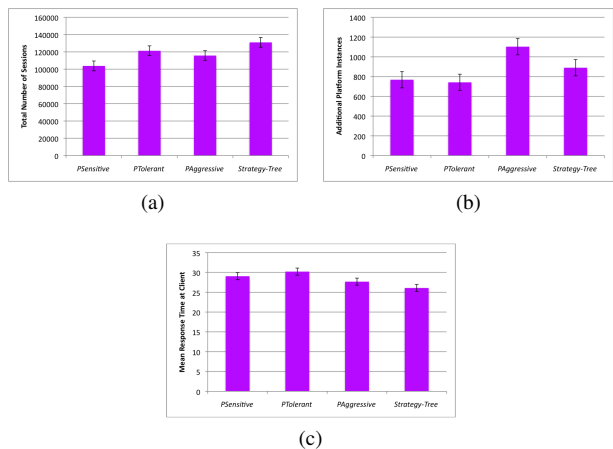 Total Number of Sessions
160000
140000
120000
100000
80000
60000
40000
20000
0
PSensitive PTolerant PAggressive Strategy-Tree
(a)
Additional Platform Instances
1400
1200
1000
800
600
400
200
0
PSensitive PTolerant PAggressive Strategy-Tree
(b)
Mean Response Time at Client
35
30
25
20
15
10
5
0
PSensitive PTolerant PAggressive Strategy-Tree
(c)